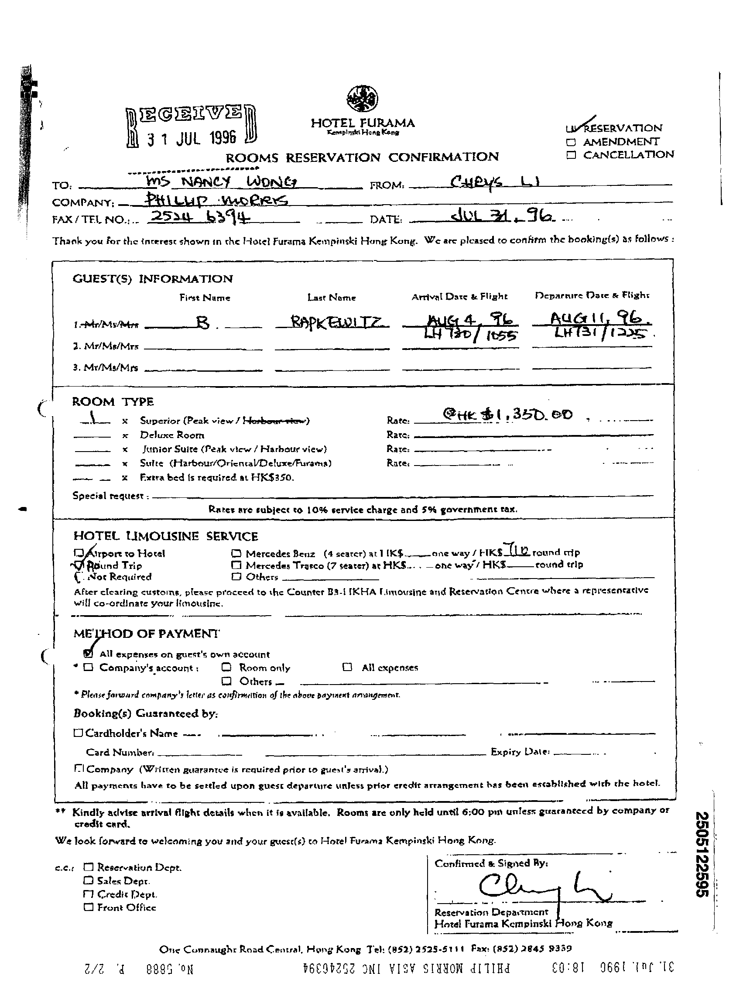 RECEIVED
31 JUL 1996
HOTEL FURAMA
Kempinski Hong Kong
ROOMS RESERVATION CONFIRMATION
RESERVATION
AMENDMENT
CANCELLATION
TO: MS NANCY WONG FROM: CHRYS LI
COMPANY: PHILLIP MORRIS
FAX / TEL NO.: 2524 6394 DATE: JUL 31, 96
Thank you for the interest shown in the Hotel Furama Kempinski Hong Kong. We are pleased to confirm the booking(s) as follows :
GUEST(S) INFORMATION
First Name Last Name Arrival Date & Flight Departure Date & Flight
1. Mr/Ms/Mrs B. RAPKEWITZ AUG 4, 96 AUG 11, 96
LH 730 / 1055 LH731 / 1225
2. Mr/Ms/Mrs
3. Mr/Ms/Mrs
ROOM TYPE
1 x Superior (Peak view / Harbour view) Rate: @HK $1,350.00
x Deluxe Room Rate:
x Junior Suite (Peak view / Harbour view) Rate:
x Suite (Harbour/Oriental/Deluxe/Furama) Rate:
x Extra bed is required at HK$350.
Special request :
Rates are subject to 10% service charge and 5% government tax.
HOTEL LIMOUSINE SERVICE
Airport to Hotel Mercedes Benz (4 seater) at HK$ one way / HK$ round trip
Round Trip Mercedes Trasco (7 seater) at HK$ one way / HK$ round trip
Not Required Others
After clearing customs, please proceed to the Counter B3-HKHA Limousine and Reservation Centre where a representative
will co-ordinate your limousine.
METHOD OF PAYMENT
All expenses on guest's own account
* Company's account : Room only All expenses
Others
* Please forward company's letter as confirmation of the above payment arrangement.
Booking(s) Guaranteed by:
Cardholder's Name
Card Number: Expiry Date:
Company (Written guarantee is required prior to guest's arrival.)
All payments have to be settled upon guest departure unless prior credit arrangement has been established with the hotel.
** Kindly advise arrival flight details when it is available. Rooms are only held until 6:00 pm unless guaranteed by company or
credit card.
We look forward to welcoming you and your guest(s) to Hotel Furama Kempinski Hong Kong.
c.c.: Reservation Dept.
Sales Dept.
Credit Dept.
Front Office
Confirmed & Signed By:
Reservation Department
Hotel Furama Kempinski Hong Kong
2505122595
One Connaught Road Central, Hong Kong Tel: (852) 2525-5111 Fax: (852) 2845 9339
31. Jul. 1996 18:03 PHILIP MORRIS ASIA INC 25246394 No. 5888 P. 2/2